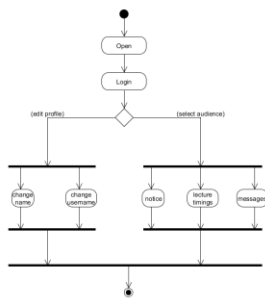 Open
Login
(edit profile)
(select audience)
change
name
change
username
notice
lecture
timings
messages